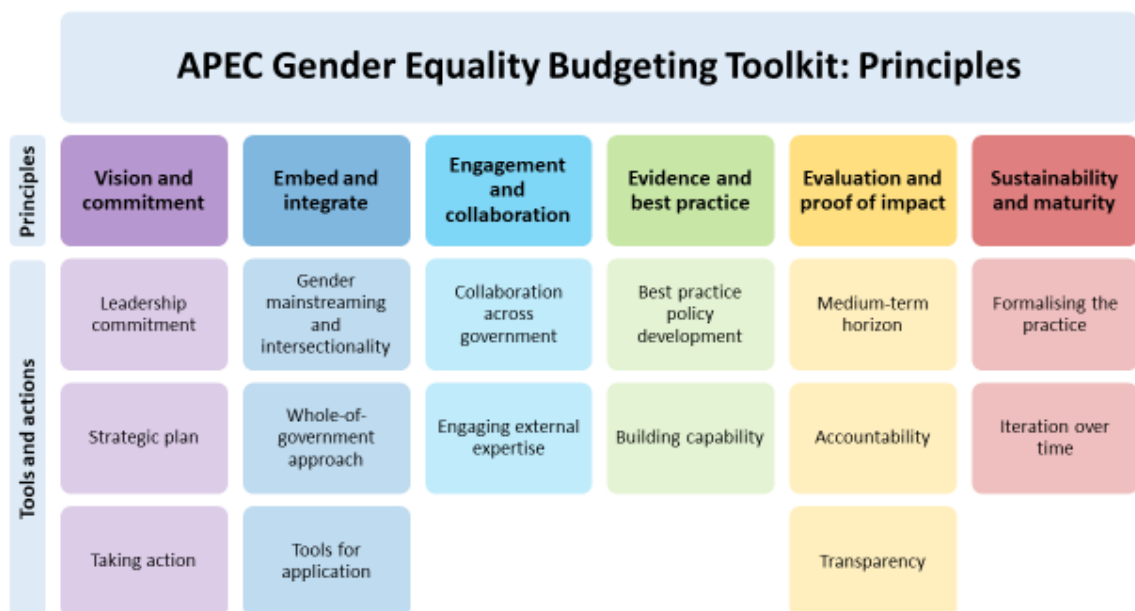 APEC Gender Equality Budgeting Toolkit: Principles
Principles
Vision and
commitment
Embed and
integrate
Engagement
and
collaboration
Evidence and
best practice
Evaluation and
proof of impact
Sustainability
and maturity
Tools and actions
Leadership
commitment
Gender
mainstreaming
and
intersectionality
Collaboration
across
government
Best practice
policy
development
Medium-term
horizon
Formalising the
practice
Strategic plan
Whole-of-
government
approach
Engaging external
expertise
Building capability
Accountability
Iteration over
time
Taking action
Tools for
application
Transparency